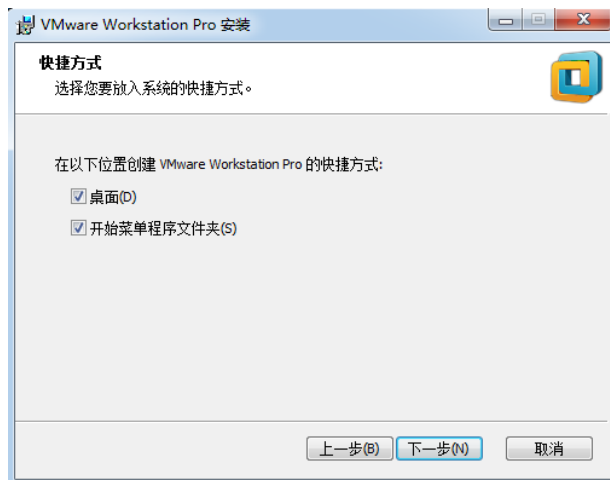 VMware Workstation Pro 安装
快捷方式
选择您要放入系统的快捷方式。
在以下位置创建 VMware Workstation Pro 的快捷方式:
桌面(D)
开始菜单程序文件夹(S)
上一步(B) 下一步(N) 取消